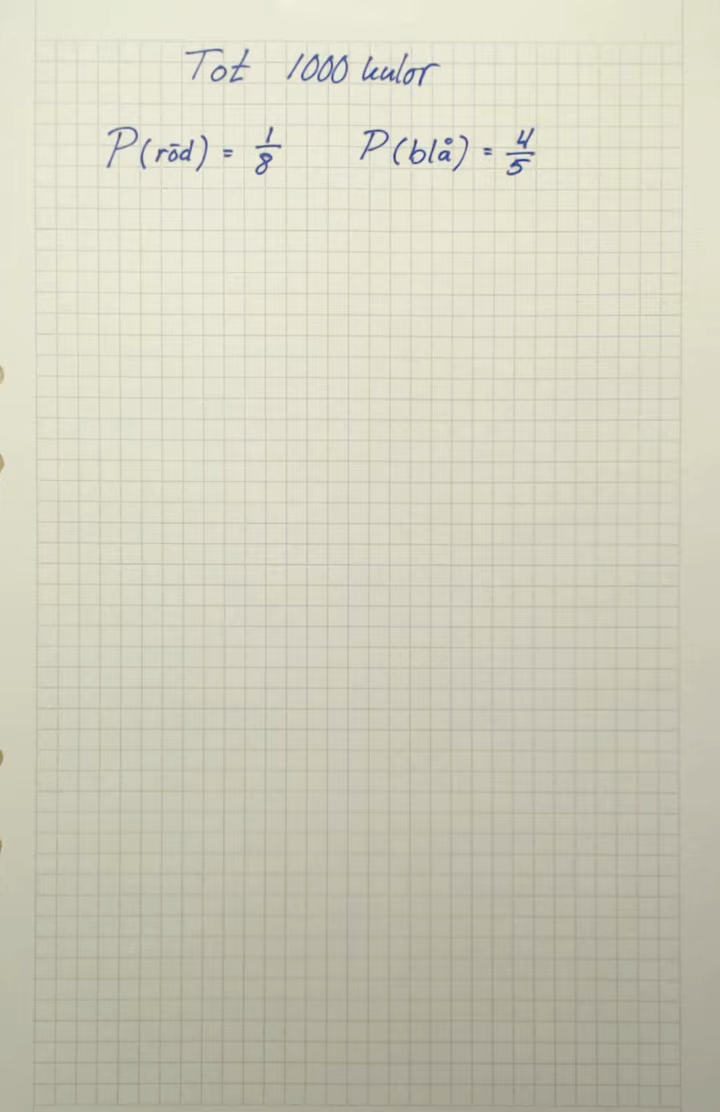 Tot 1000 kulor
P(röd) = 1/8 P(blå) = 4/5